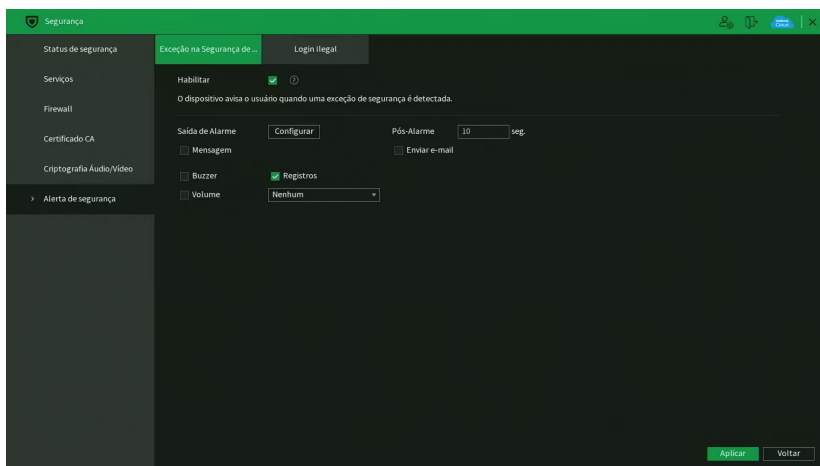 Segurança
Status de segurança
Serviços
Firewall
Certificado CA
Criptografia Áudio/Vídeo
> Alerta de segurança
Exceção na Segurança de ...
Login Ilegal
Habilitar
O dispositivo avisa o usuário quando uma exceção de segurança é detectada.
Saída de Alarme Configurar Pós-Alarme 10 seg.
Mensagem Enviar e-mail
Buzzer Registros
Volume Nenhum
Aplicar Voltar